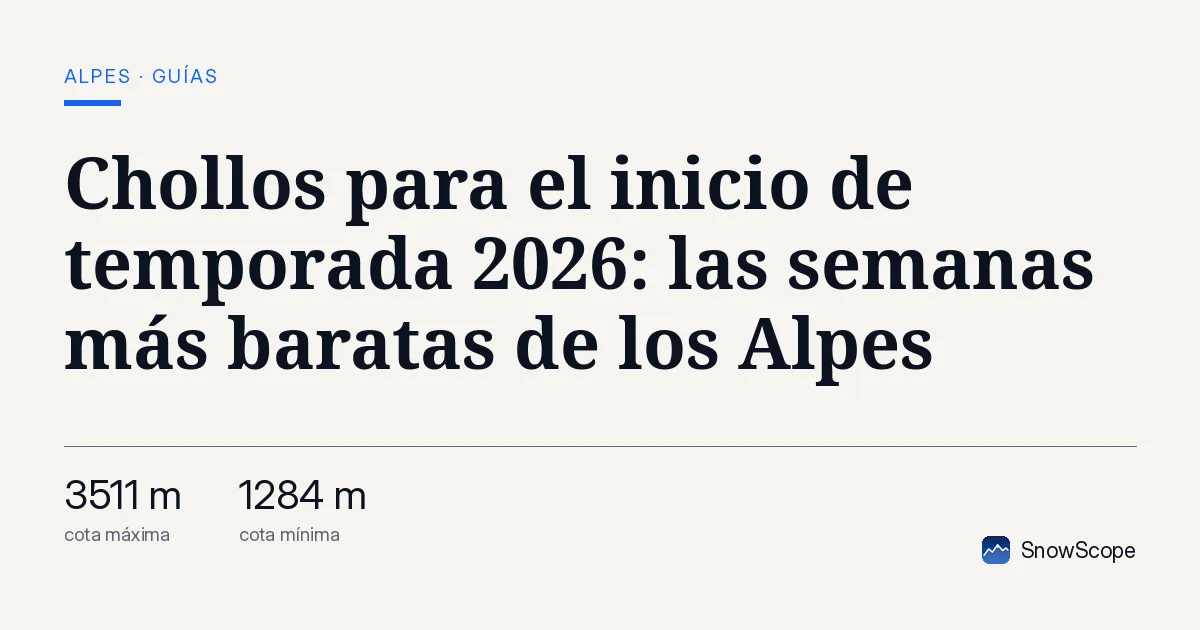 ALPES · GUÍAS
Chollos para el inicio de
temporada 2026: las semanas
más baratas de los Alpes
3511 m
cota máxima
1284 m
cota mínima
SnowScope